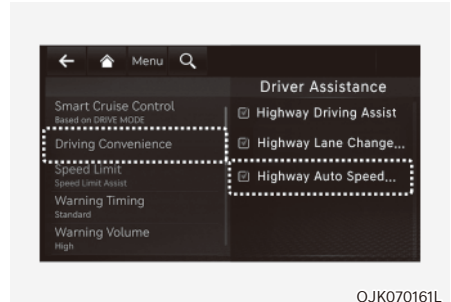 Menu
Driver Assistance
Smart Cruise Control
Based on DRIVE MODE
Driving Convenience
Speed Limit
Speed Limit Assist
Warning Timing
Standard
Warning Volume
High
Highway Driving Assist
Highway Lane Change...
Highway Auto Speed...
OJK070161L